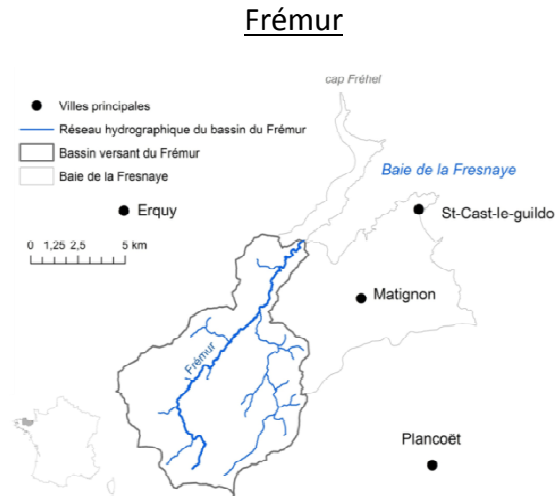 Frémur
cap Fréhel
Villes principales
Réseau hydrographique du bassin du Frémur
Bassin versant du Frémur
Baie de la Fresnaye
Baie de la Fresnaye
Erquy
St-Cast-le-guildo
0 1,25 2,5 5 km
Matignon
Frémur
Plancoët